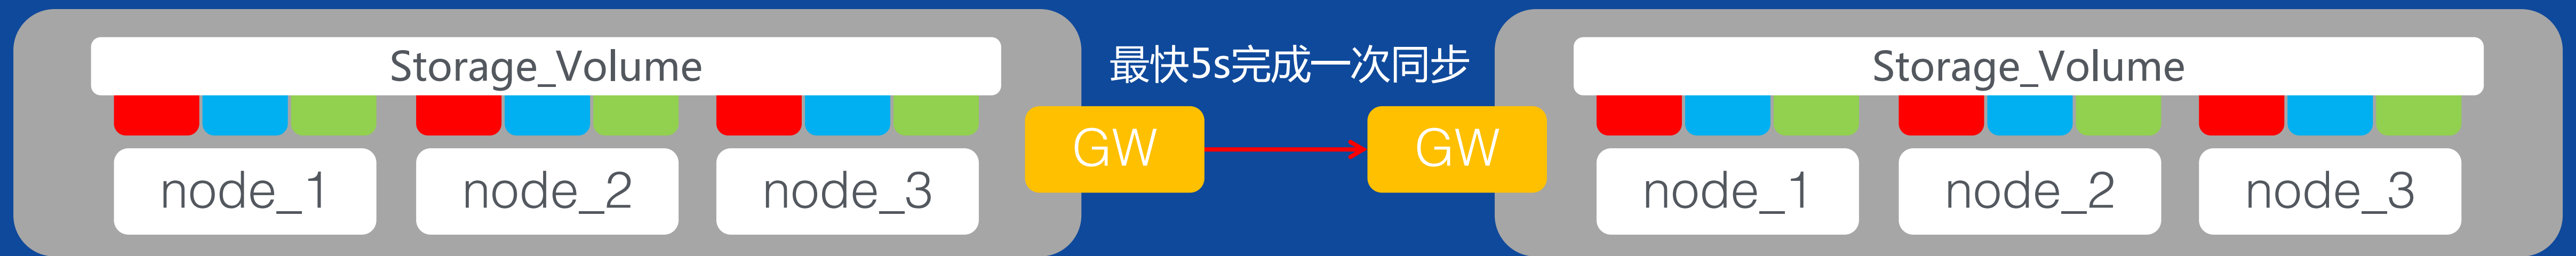 Storage_Volume
node_1
node_2
node_3
最快5s完成一次同步
GW
GW
Storage_Volume
node_1
node_2
node_3